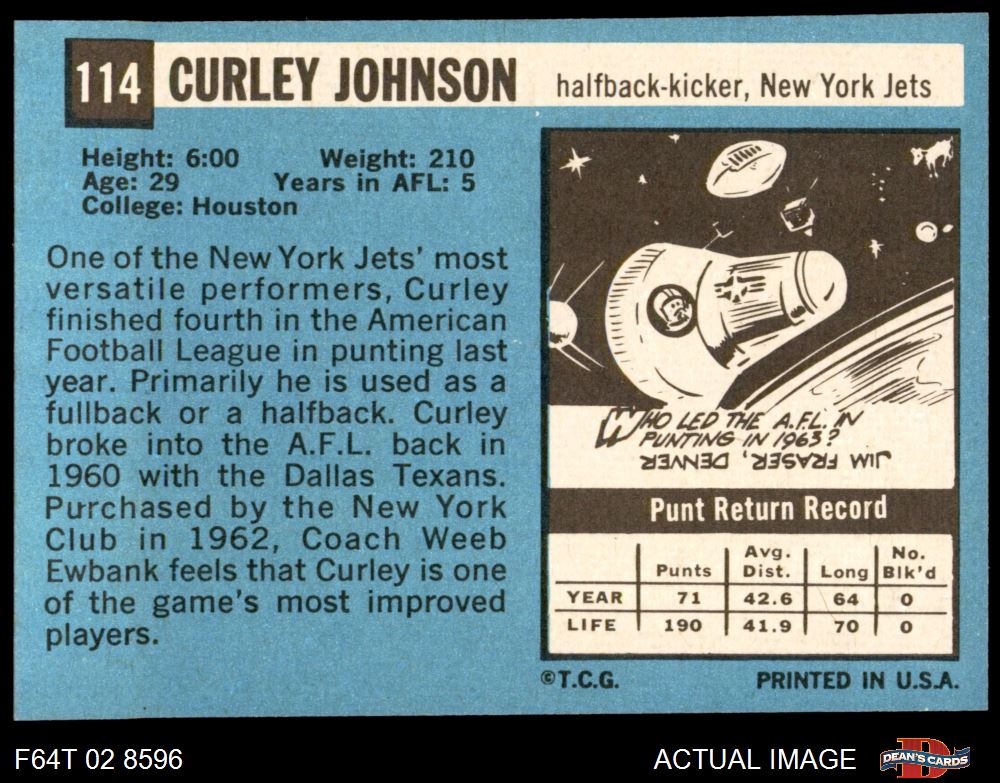 114 CURLEY JOHNSON halfback-kicker, New York Jets
Height: 6:00 Weight: 210
Age: 29 Years in AFL: 5
College: Houston
One of the New York Jets' most
versatile performers, Curley
finished fourth in the American
Football League in punting last
year. Primarily he is used as a
fullback or a halfback. Curley
broke into the A.F.L. back in
1960 with the Dallas Texans.
Purchased by the New York
Club in 1962, Coach Weeb
Ewbank feels that Curley is one
of the game's most improved
players.
WHO LED THE A.F.L. IN
PUNTING IN 1963?
JIM FRASER, DENVER
Punt Return Record
Punts Avg. Dist. Long No. Blk'd
YEAR 71 42.6 64 0
LIFE 190 41.9 70 0
©T.C.G. PRINTED IN U.S.A.
F64T 02 8596 ACTUAL IMAGE DEAN'S CARDS